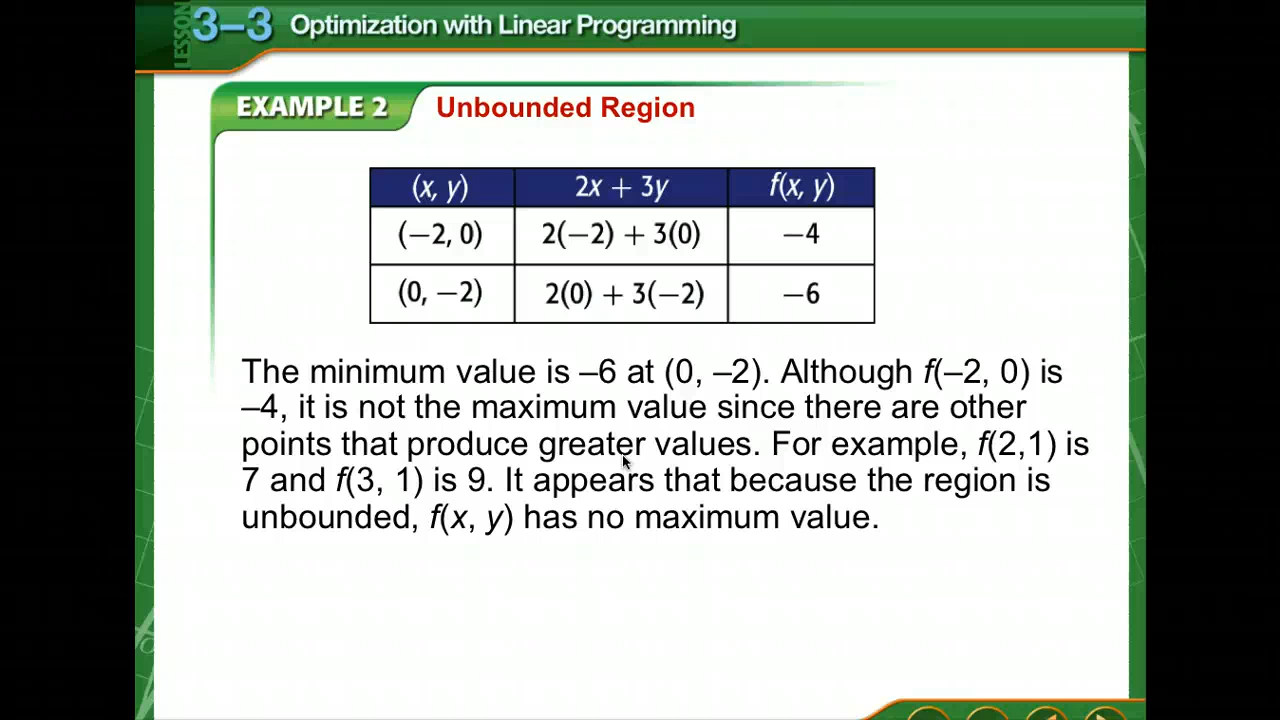 LESSON
3–3 Optimization with Linear Programming
EXAMPLE 2 Unbounded Region
(x, y) 2x + 3y f(x, y)
(−2, 0) 2(−2) + 3(0) −4
(0, −2) 2(0) + 3(−2) −6
The minimum value is –6 at (0, –2). Although f(–2, 0) is
–4, it is not the maximum value since there are other
points that produce greater values. For example, f(2,1) is
7 and f(3, 1) is 9. It appears that because the region is
unbounded, f(x, y) has no maximum value.